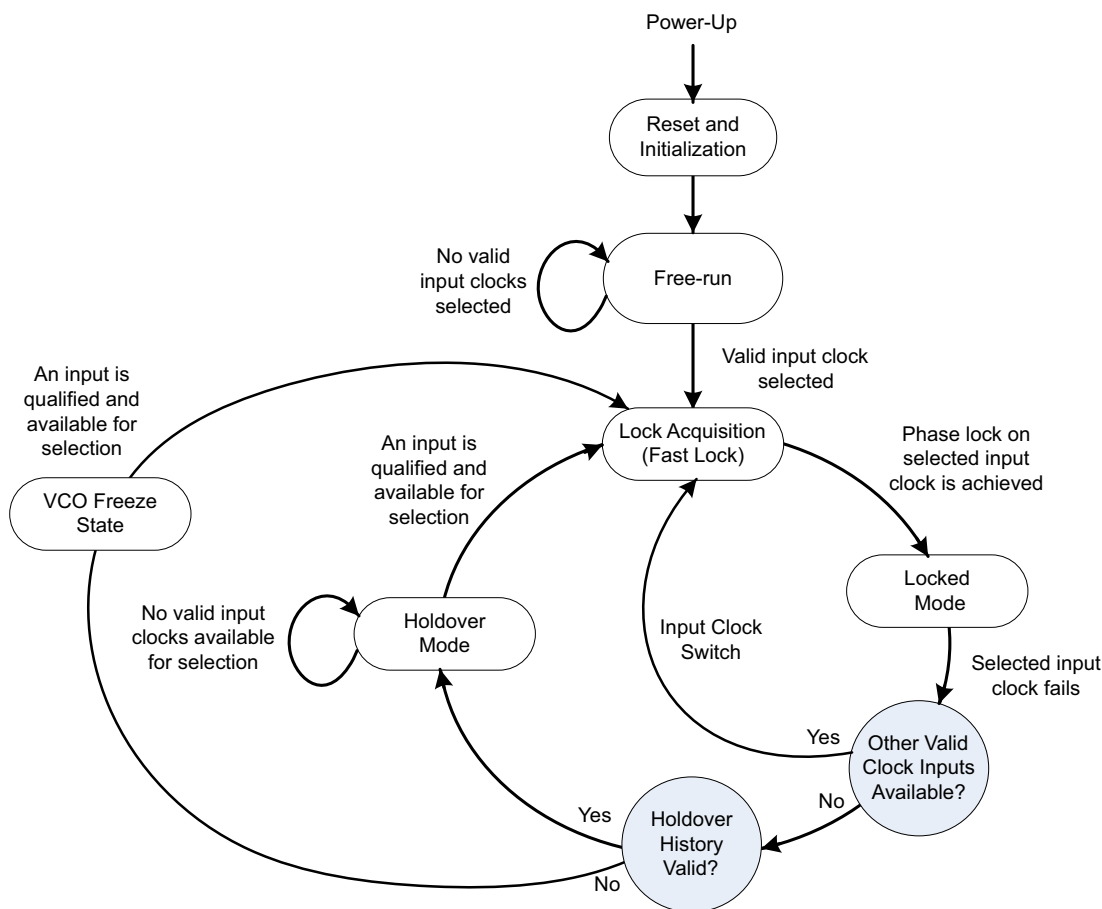 Power-Up
Reset and
Initialization
No valid
input clocks
selected
Free-run
Valid input clock
selected
An input is
qualified and
available for
selection
An input is
qualified and
available for
selection
Lock Acquisition
(Fast Lock)
Phase lock on
selected input
clock is achieved
VCO Freeze
State
Locked
Mode
No valid input
clocks available
for selection
Holdover
Mode
Input Clock
Switch
Selected input
clock fails
Yes
Other Valid
Clock Inputs
Available?
No
Yes
Holdover
History
Valid?
No